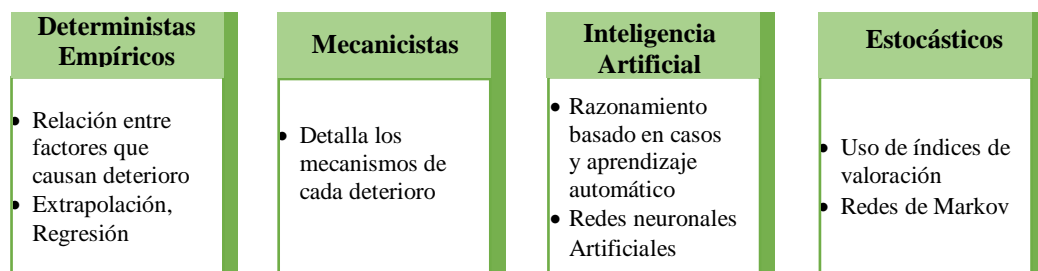 Deterministas
Empíricos
• Relación entre
factores que
causan deterioro
• Extrapolación,
Regresión
Mecanicistas
• Detalla los
mecanismos de
cada deterioro
Inteligencia
Artificial
• Razonamiento
basado en casos
y aprendizaje
automático
• Redes neuronales
Artificiales
Estocásticos
• Uso de índices de
valoración
• Redes de Markov